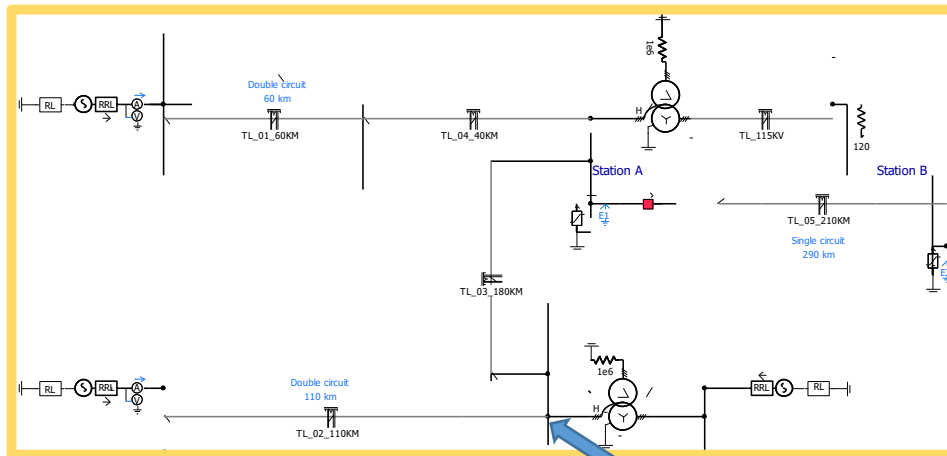 1e6
Double circuit
60 km
RL
RRL
A
V
H
TL_01_60KM
TL_04_40KM
TL_115KV
120
Station A
Station B
E1
TL_05_210KM
Single circuit
290 km
TL_03_180KM
1e6
Double circuit
110 km
RL
RRL
A
V
H
RRL
RL
TL_02_110KM